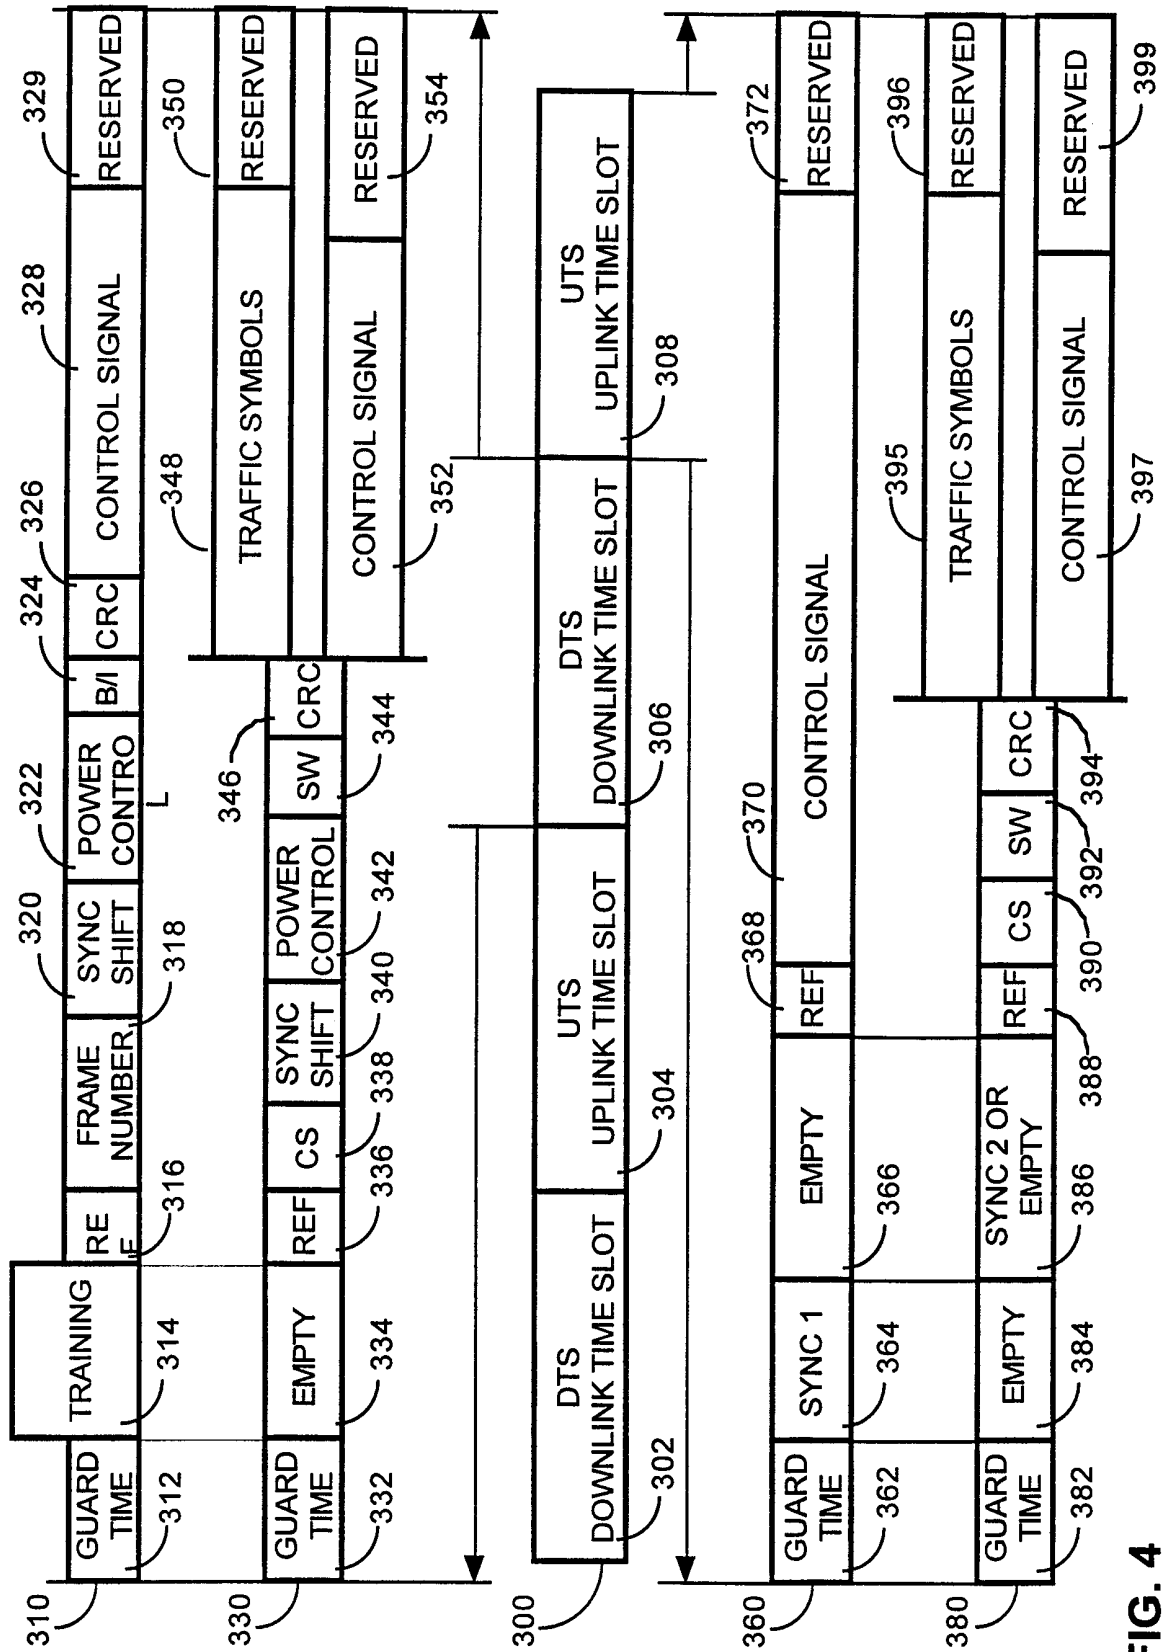 310
GUARD
TIME
312
TRAINING
314
RE
F
316
FRAME
NUMBER
318
SYNC
SHIFT
320
POWER
CONTRO
L
322
B/I
324
CRC
326
CONTROL SIGNAL
328
RESERVED
329
330
GUARD
TIME
332
EMPTY
334
REF
336
CS
338
SYNC
SHIFT
340
POWER
CONTROL
342
SW
344
CRC
346
TRAFFIC SYMBOLS
348
RESERVED
350
CONTROL SIGNAL
352
RESERVED
354
300
DTS
DOWNLINK TIME SLOT
302
UTS
UPLINK TIME SLOT
304
DTS
DOWNLINK TIME SLOT
306
UTS
UPLINK TIME SLOT
308
360
GUARD
TIME
362
SYNC 1
364
EMPTY
366
REF
368
CONTROL SIGNAL
370
RESERVED
372
380
GUARD
TIME
382
EMPTY
384
SYNC 2 OR
EMPTY
386
REF
388
CS
390
SW
392
CRC
394
TRAFFIC SYMBOLS
395
RESERVED
396
CONTROL SIGNAL
397
RESERVED
399
FIG. 4